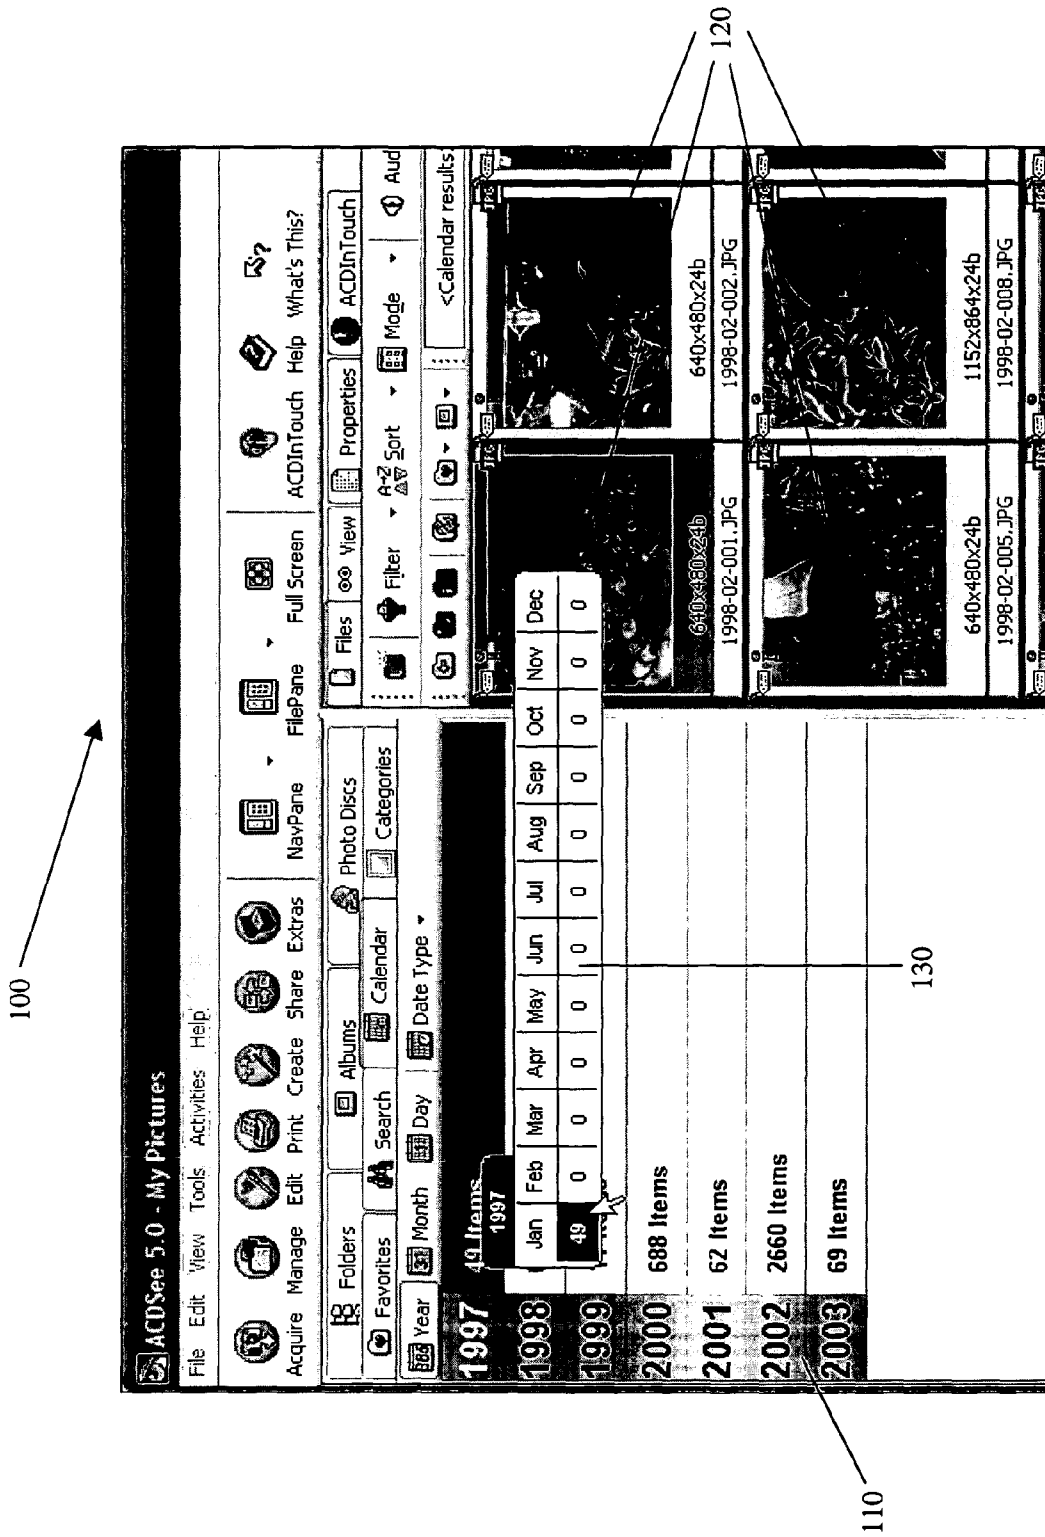 100
ACDSee 5.0 - My Pictures
File Edit View Tools Activities Help
Acquire Manage Edit Print Create Share Extras NavPane FilePane Full Screen ACDInTouch Help What's This?
Folders Albums Photo Discs
Favorites Search Calendar Categories
365 Year 31 Month Day Date Type
Files View Properties ACDInTouch
Filter A→Z Sort Mode Aud
<Calendar results
1997 49 Items
1998
1999
2000 688 Items
2001 62 Items
2002 2660 Items
2003 69 Items
1997
Jan Feb Mar Apr May Jun Jul Aug Sep Oct Nov Dec
49 0 0 0 0 0 0 0 0 0 0 0
640x480x24b
1998-02-001.JPG
640x480x24b
1998-02-002.JPG
640x480x24b
1998-02-005.JPG
1152x864x24b
1998-02-008.JPG
110
120
130